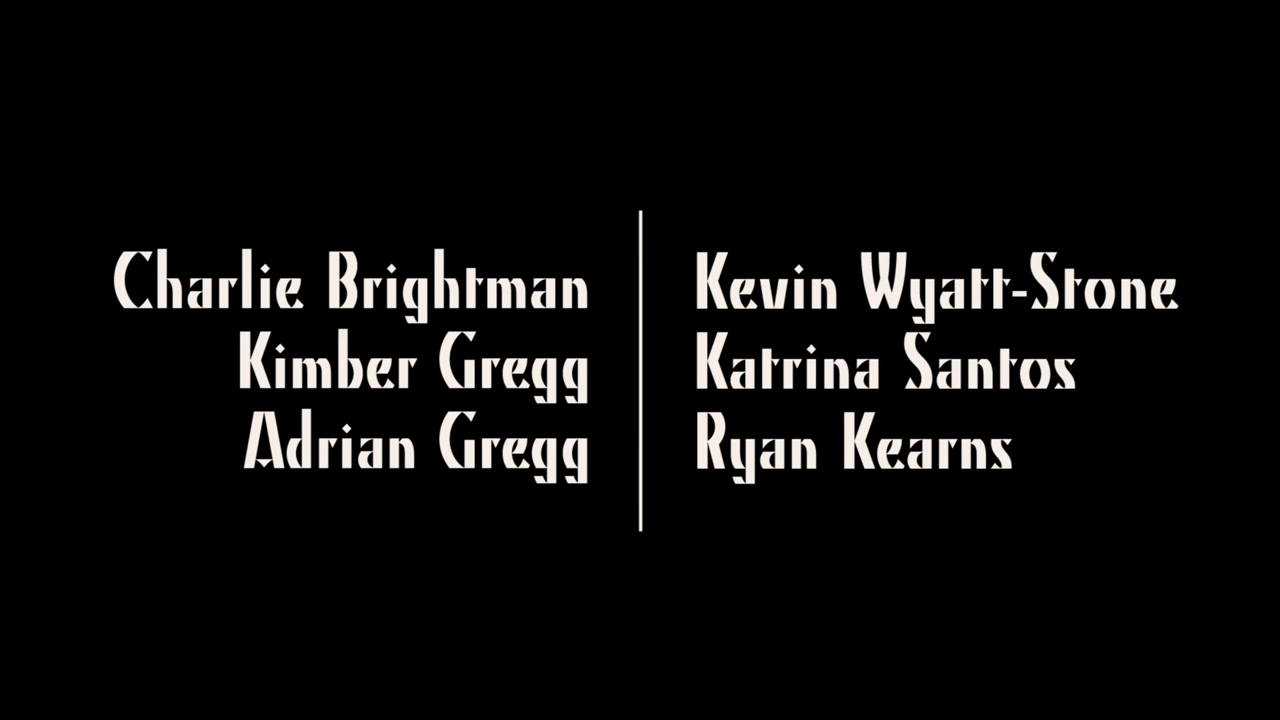 Charlie Brightman
Kimber Gregg
Adrian Gregg
Kevin Wyatt-Stone
Katrina Santos
Ryan Kearns